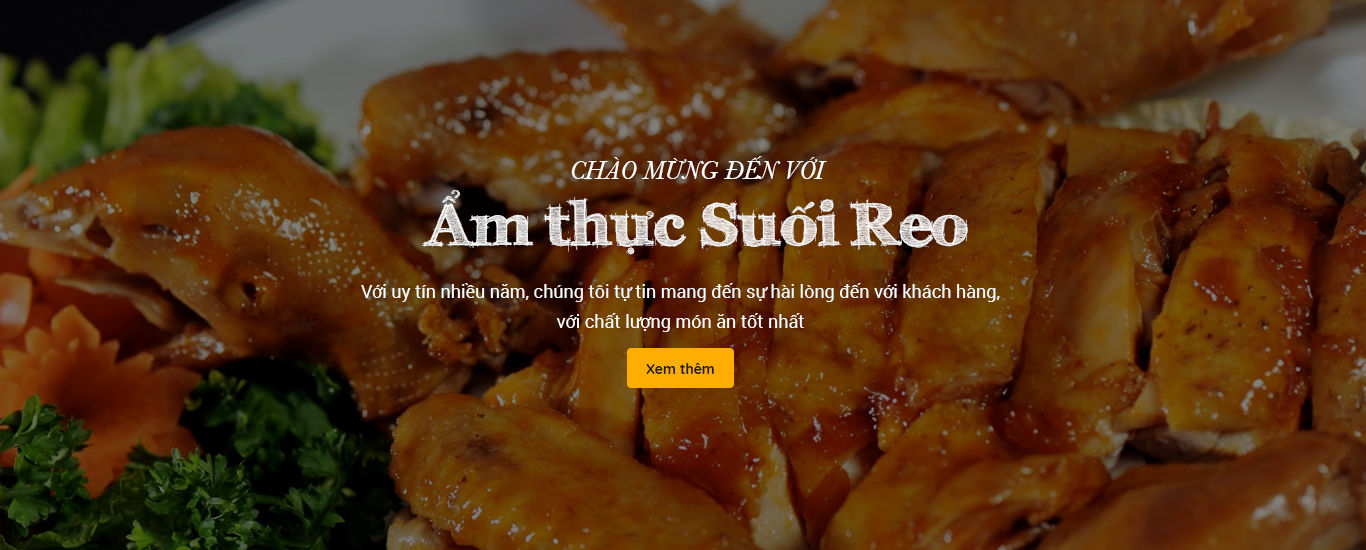 CHÀO MỪNG ĐẾN VỚI
Ẩm thực Suối Reo
Với uy tín nhiều năm, chúng tôi tự tin mang đến sự hài lòng đến với khách hàng,
với chất lượng món ăn tốt nhất
Xem thêm